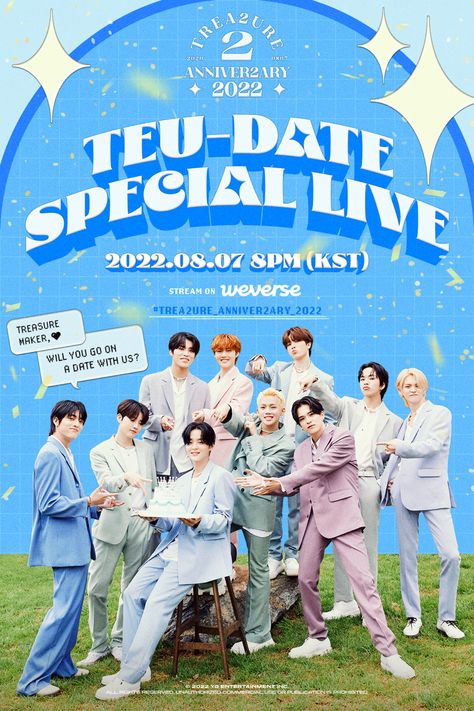 TREA2URE
2
2020 0807
ANNIVER2ARY
2022
TEU-DATE
SPECIAL LIVE
2022.08.07 8PM (KST)
STREAM ON weverse
#TREA2URE_ANNIVER2ARY_2022
TREASURE
MAKER, 🖤
WILL YOU GO ON
A DATE WITH US?
© 2022 YG ENTERTAINMENT INC.
ALL RIGHTS RESERVED. UNAUTHORIZED COMMERCIAL USE OR PUBLICATION IS PROHIBITED.